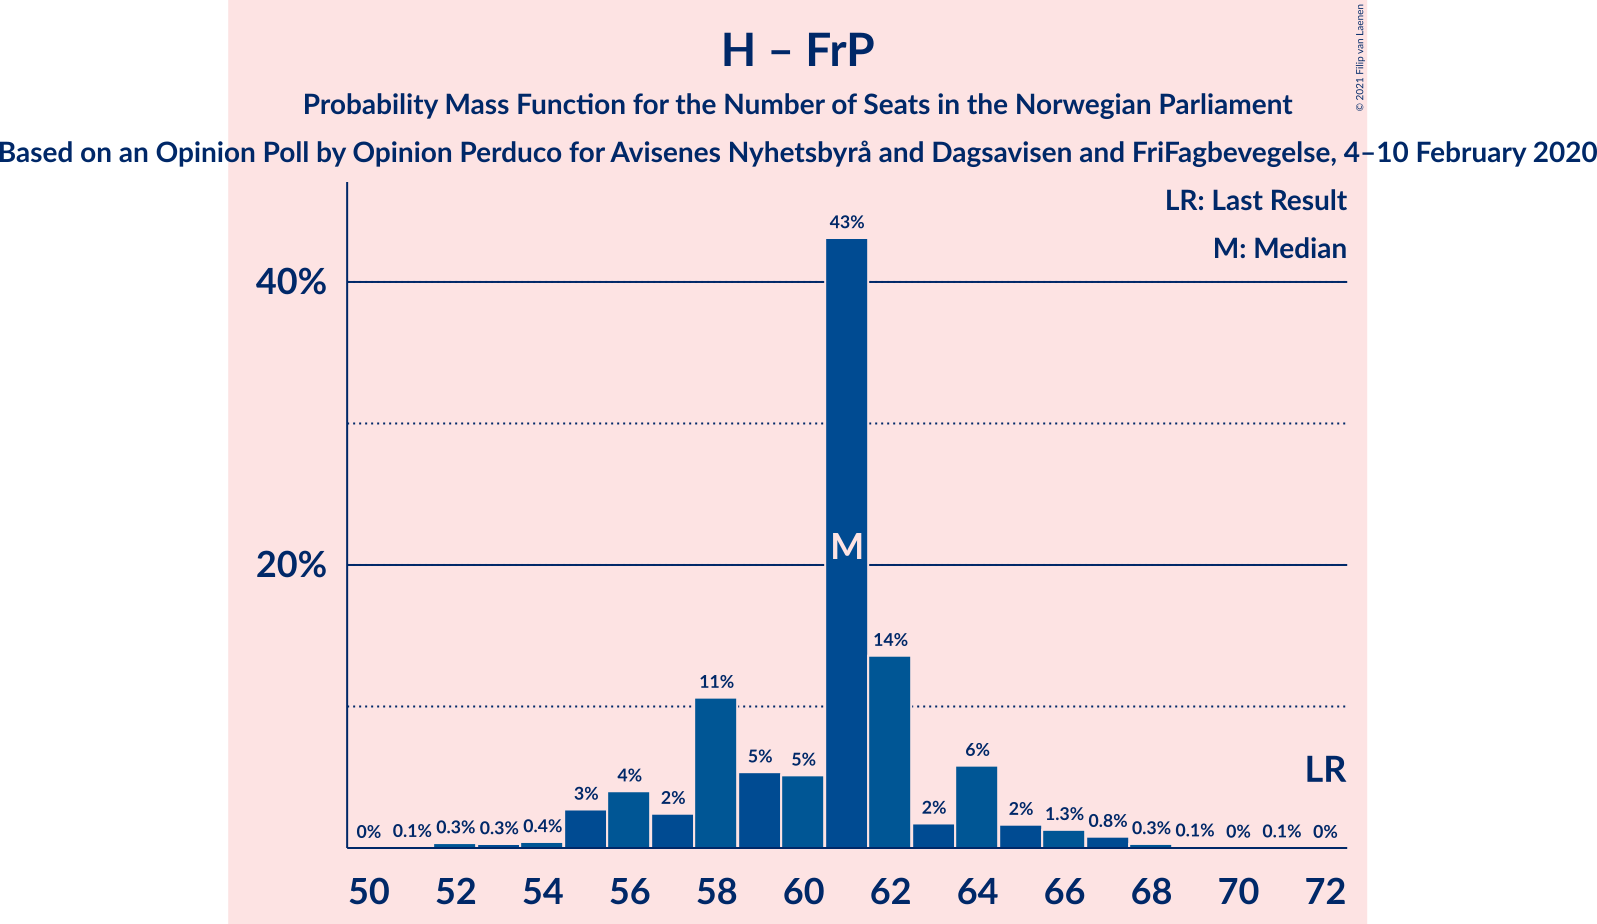 H – FrP
Probability Mass Function for the Number of Seats in the Norwegian Parliament
Based on an Opinion Poll by Opinion Perduco for Avisenes Nyhetsbyrå and Dagsavisen and FriFagbevegelse, 4–10 February 2020
© 2021 Filip van Laenen
LR: Last Result
M: Median
40%
20%
0% 0.1% 0.3% 0.3% 0.4% 3% 4% 2% 11% 5% 5% 43% 14% 2% 6% 2% 1.3% 0.8% 0.3% 0.1% 0% 0.1% 0%
M
LR
50 52 54 56 58 60 62 64 66 68 70 72